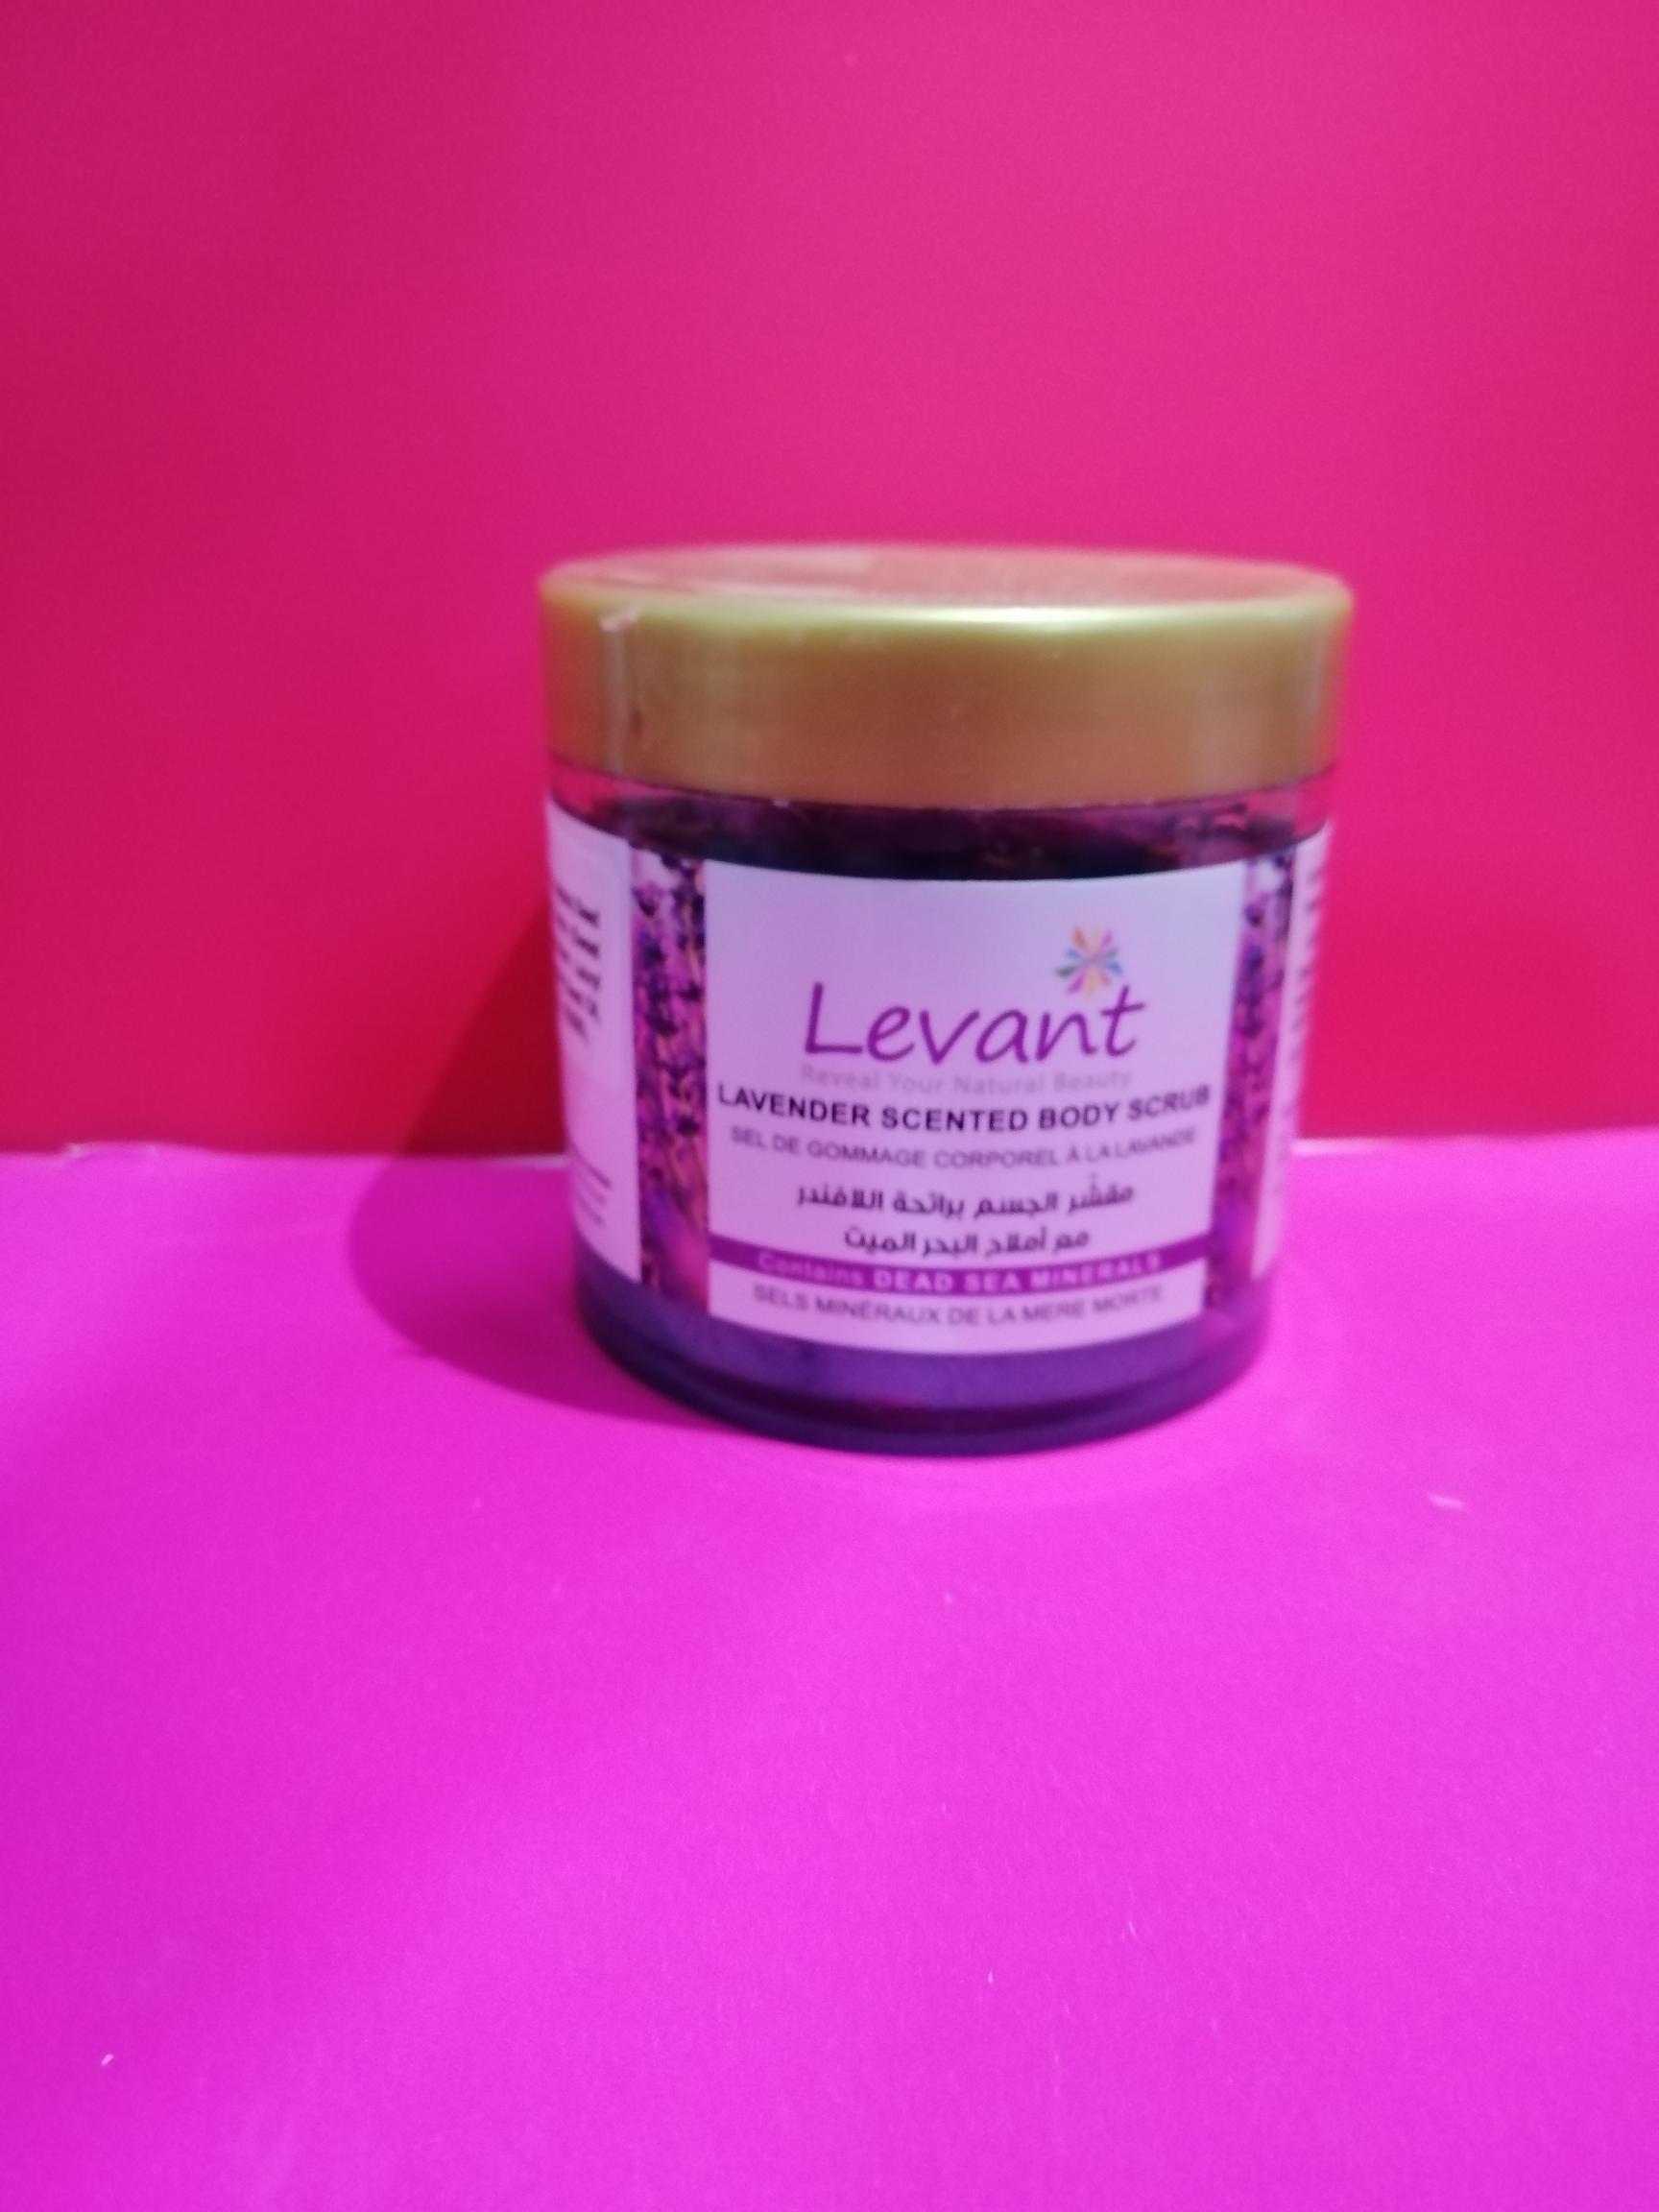 Levant
Reveal Your Natural Beauty
LAVENDER SCENTED BODY SCRUB
SEL DE GOMMAGE CORPOREL À LA LAVANDE
مقشّر الجسم برائحة اللافندر
مع أملاح البحر الميت
Contains DEAD SEA MINERALS
SELS MINÉRAUX DE LA MERE MORTE